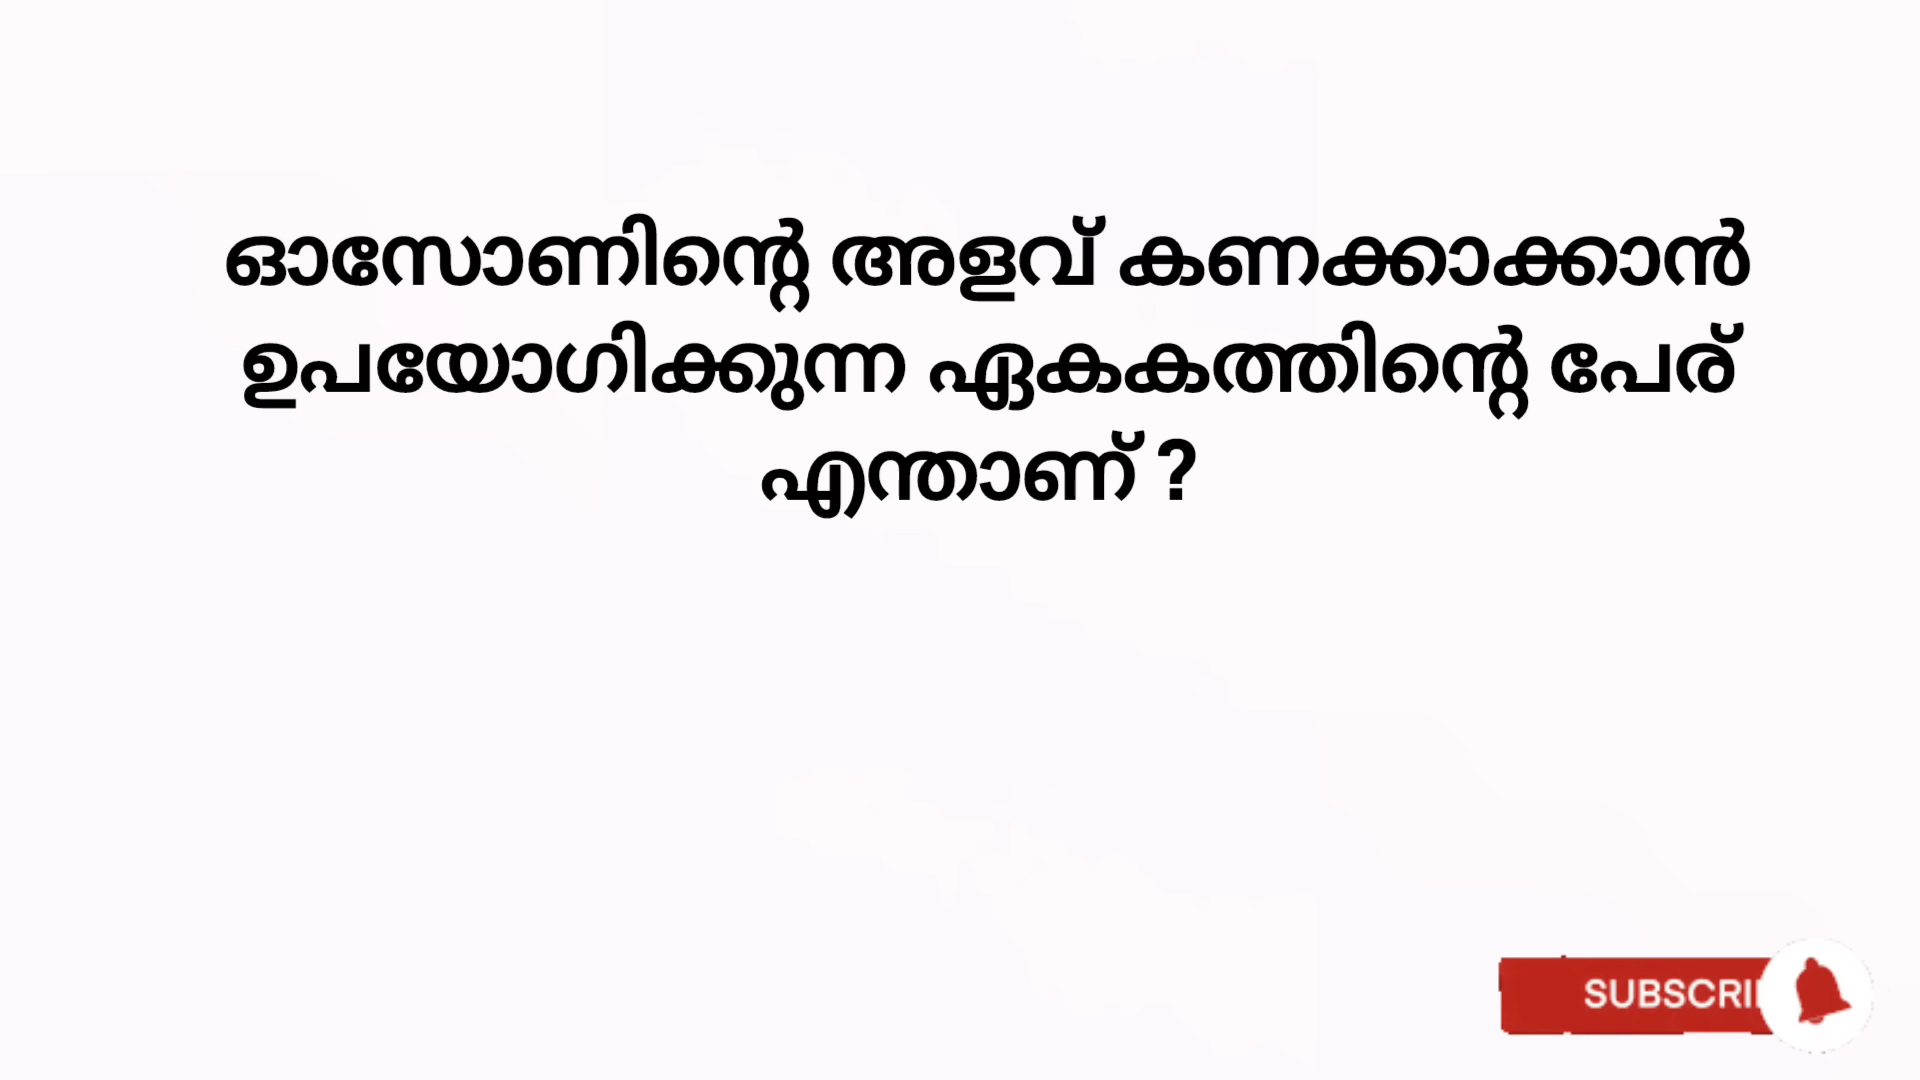 ഓസോണിന്റെ അളവ് കണക്കാക്കാൻ
ഉപയോഗിക്കുന്ന ഏകകത്തിന്റെ പേര്
എന്താണ് ?
SUBSCRI